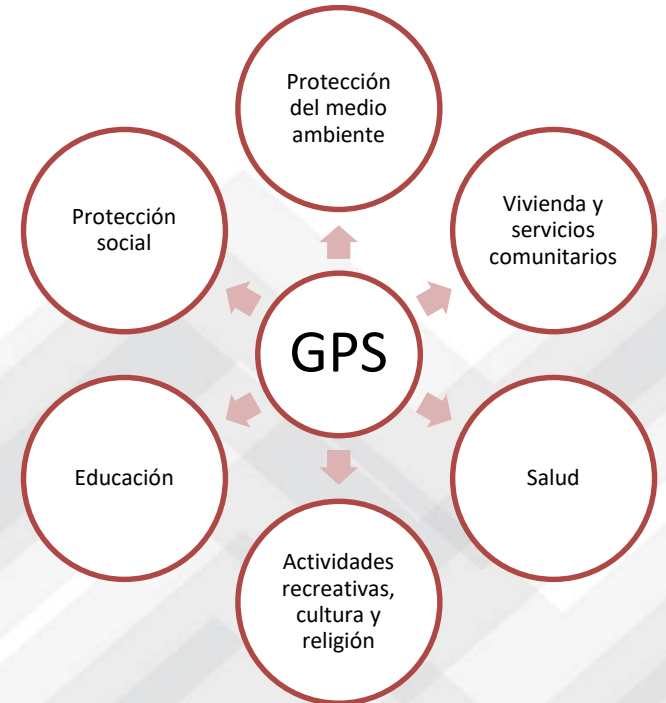 Protección
del medio
ambiente
Protección
social
Vivienda y
servicios
comunitarios
GPS
Educación
Salud
Actividades
recreativas,
cultura y
religión